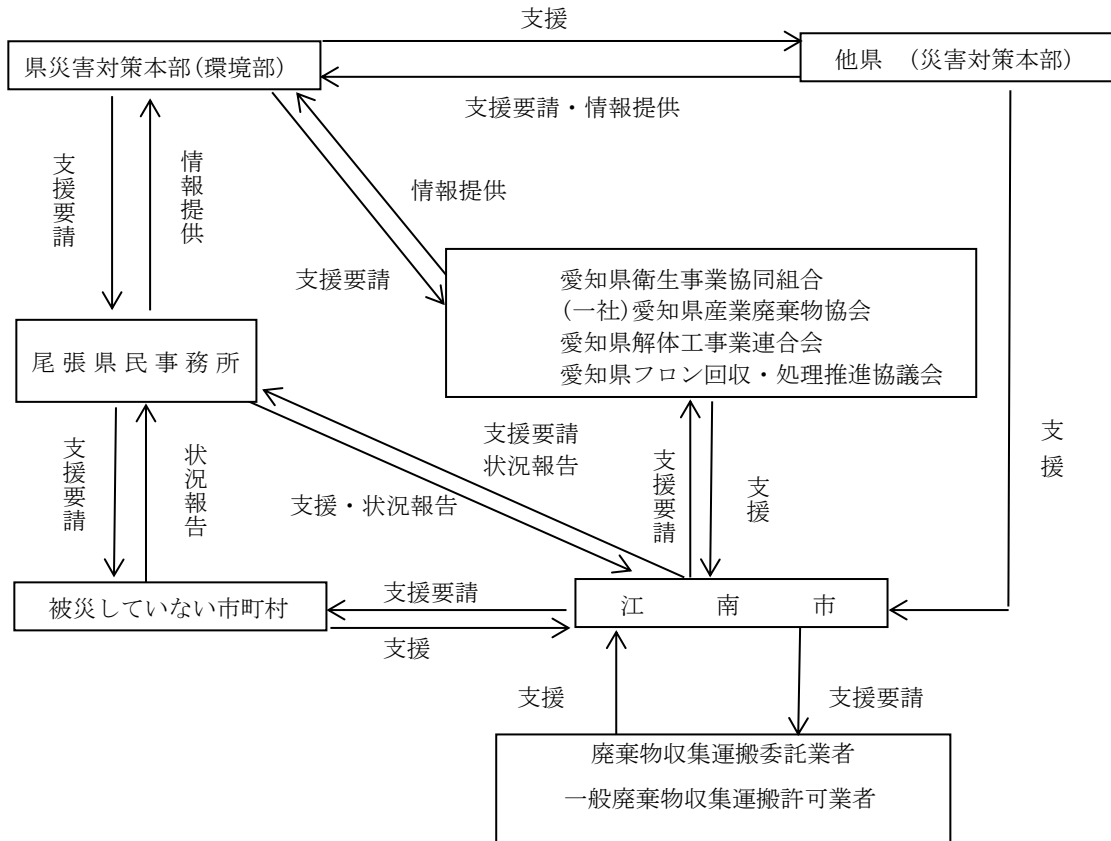 支援
県災害対策本部(環境部)
他県 (災害対策本部)
支援要請・情報提供
支援要請
情報提供
情報提供
支援要請
愛知県衛生事業協同組合
(一社)愛知県産業廃棄物協会
愛知県解体工事業連合会
愛知県フロン回収・処理推進協議会
尾張県民事務所
支援要請
状況報告
支援要請
状況報告
支援・状況報告
支援要請
支援
支援
被災していない市町村
支援要請
支援
江南市
支援
支援要請
廃棄物収集運搬委託業者
一般廃棄物収集運搬許可業者